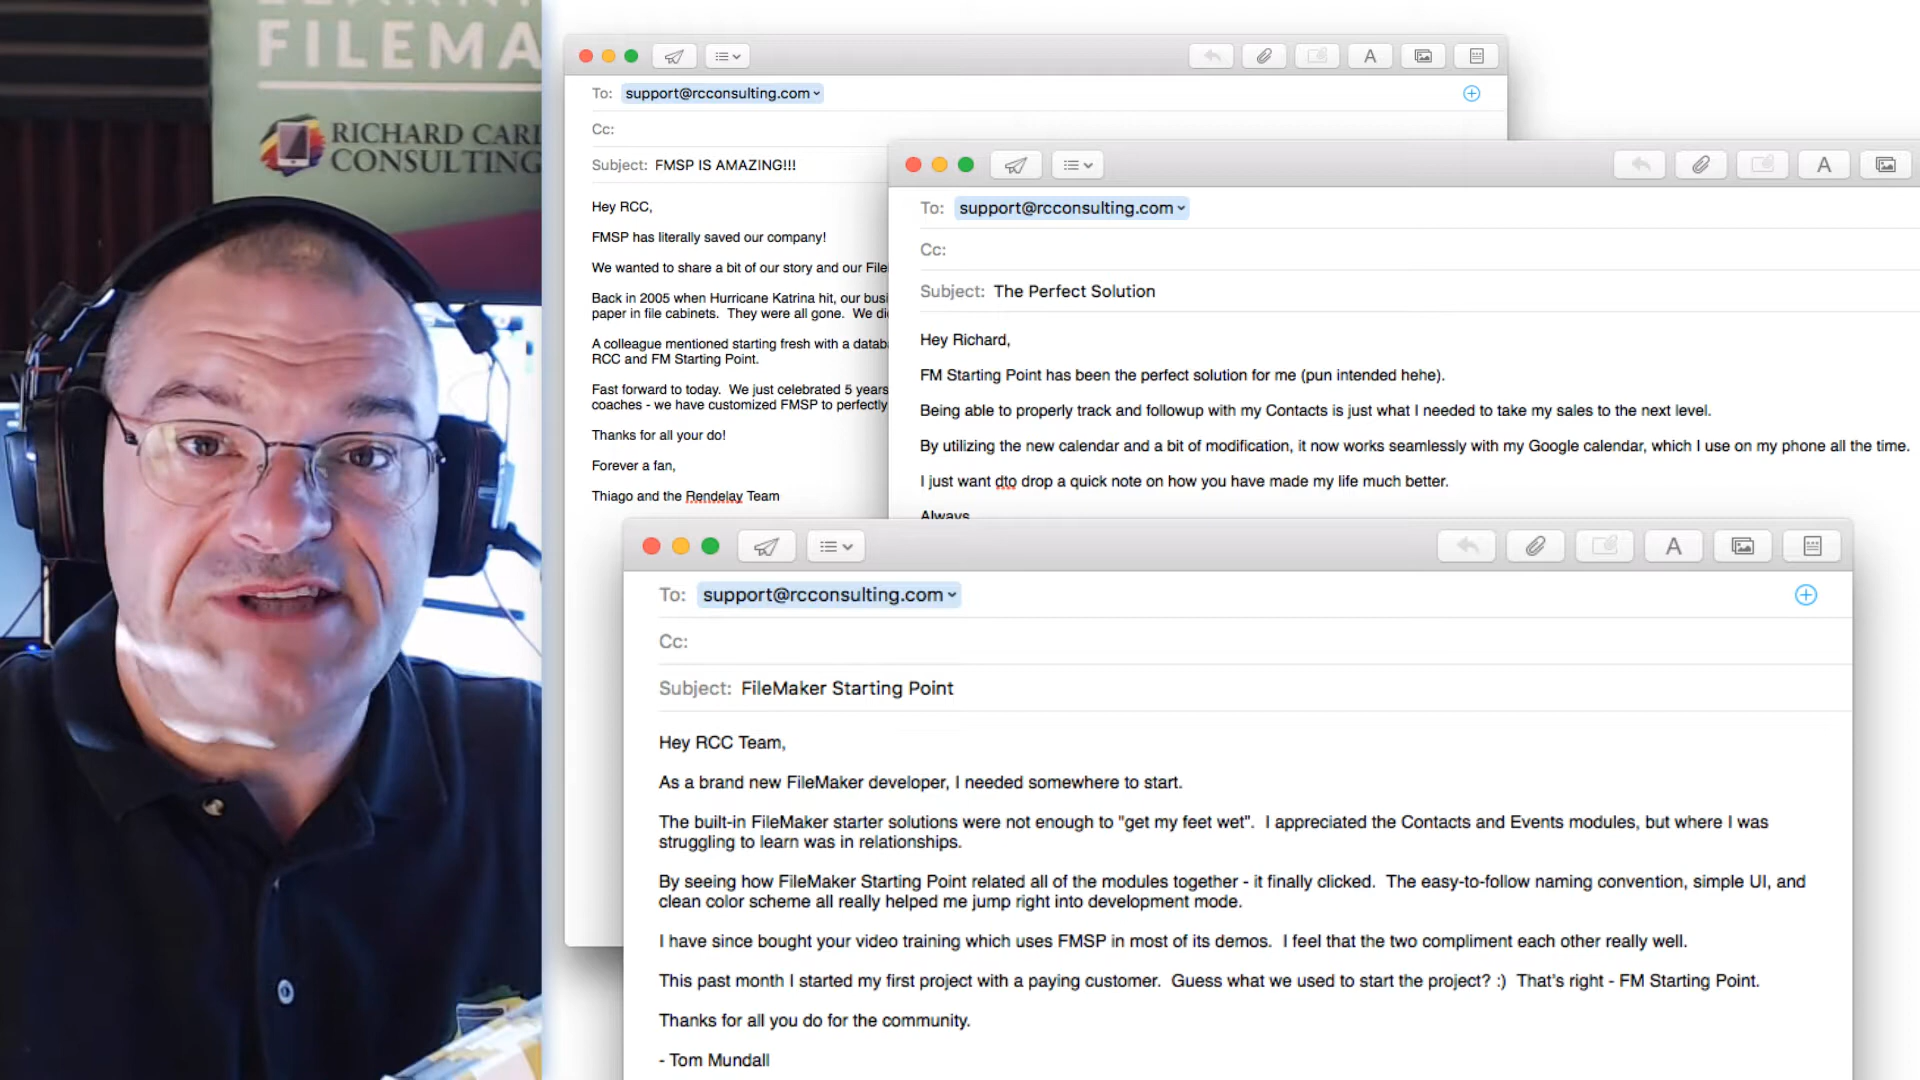 FILEMA
RICHARD CARL
CONSULTING
To: support@rcconsulting.com
Cc:
Subject: FMSP IS AMAZING!!!
Hey RCC,
FMSP has literally saved our company!
We wanted to share a bit of our story and our File
Back in 2005 when Hurricane Katrina hit, our busi
paper in file cabinets. They were all gone. We di
A colleague mentioned starting fresh with a datab
RCC and FM Starting Point.
Fast forward to today. We just celebrated 5 years
coaches - we have customized FMSP to perfectly
Thanks for all your do!
Forever a fan,
Thiago and the Rendelay Team
To: support@rcconsulting.com
Cc:
Subject: The Perfect Solution
Hey Richard,
FM Starting Point has been the perfect solution for me (pun intended hehe).
Being able to properly track and followup with my Contacts is just what I needed to take my sales to the next level.
By utilizing the new calendar and a bit of modification, it now works seamlessly with my Google calendar, which I use on my phone all the time.
I just want dto drop a quick note on how you have made my life much better.
Always
To: support@rcconsulting.com
Cc:
Subject: FileMaker Starting Point
Hey RCC Team,
As a brand new FileMaker developer, I needed somewhere to start.
The built-in FileMaker starter solutions were not enough to "get my feet wet". I appreciated the Contacts and Events modules, but where I was
struggling to learn was in relationships.
By seeing how FileMaker Starting Point related all of the modules together - it finally clicked. The easy-to-follow naming convention, simple UI, and
clean color scheme all really helped me jump right into development mode.
I have since bought your video training which uses FMSP in most of its demos. I feel that the two compliment each other really well.
This past month I started my first project with a paying customer. Guess what we used to start the project? :) That's right - FM Starting Point.
Thanks for all you do for the community.
- Tom Mundall